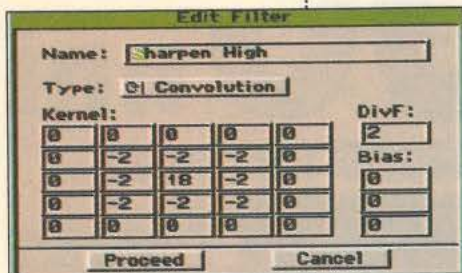 Edit Filter
Name: Sharpen High
Type: Convolution
Kernel:
DivF:
0 0 0 0 0
2
0 -2 -2 -2 0
Bias:
0 -2 18 -2 0
0
0 -2 -2 -2 0
0
0 0 0 0 0
0
Proceed
Cancel